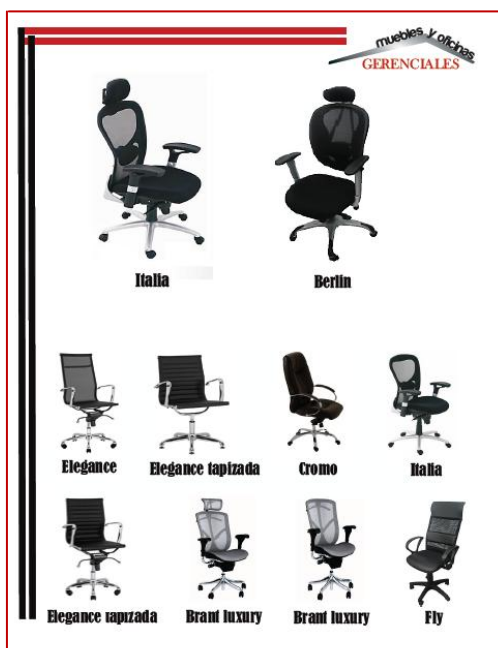 muebles y oficinas
GERENCIALES
Italia
Berlin
Elegance
Elegance tapizada
Cromo
Italia
Elegance tapizada
Brant luxury
Brant luxury
Fly